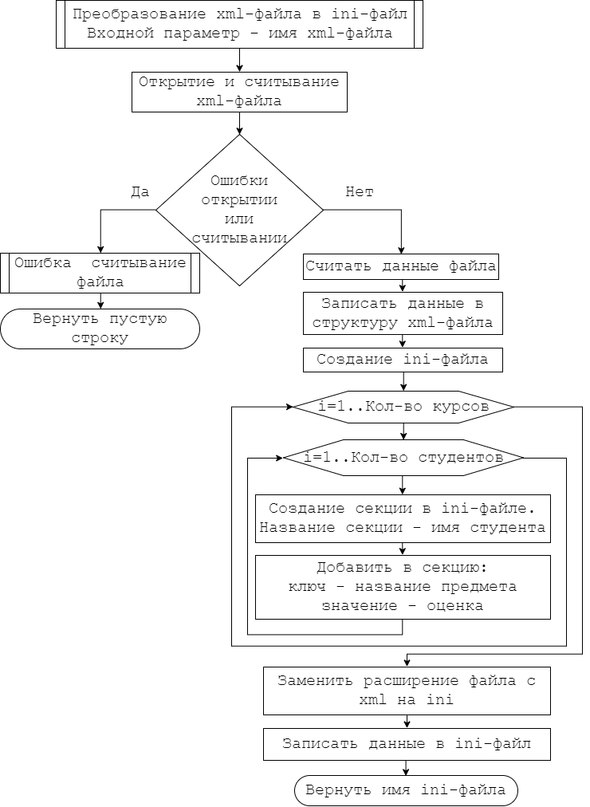 Преобразование xml-файла в ini-файл
Входной параметр - имя xml-файла
Открытие и считывание
xml-файла
Ошибки
открытии
или
считывании
Да
Нет
Ошибка считывание
файла
Вернуть пустую
строку
Считать данные файла
Записать данные в
структуру xml-файла
Создание ini-файла
i=1..Кол-во курсов
i=1..Кол-во студентов
Создание секции в ini-файле.
Название секции - имя студента
Добавить в секцию:
ключ - название предмета
значение - оценка
Заменить расширение файла с
xml на ini
Записать данные в ini-файл
Вернуть имя ini-файла